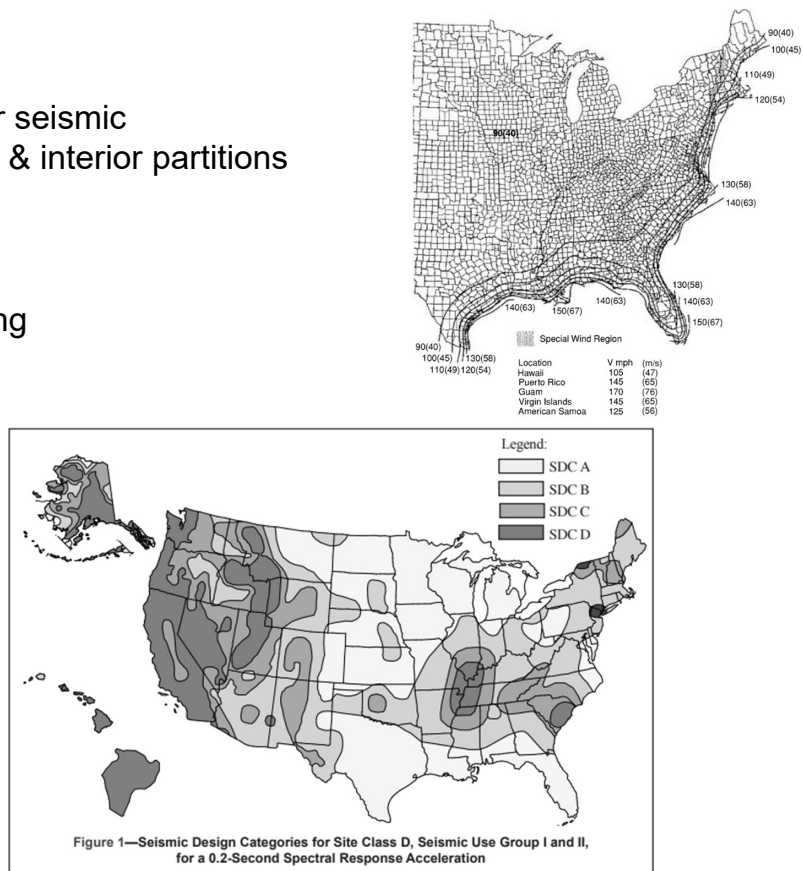 r seismic
& interior partitions
ng
90(40)
100(45)
110(49)
120(54)
90(40)
130(58)
140(63)
130(58)
140(63)
150(67)
140(63)
150(67)
140(63)
90(40)
100(45) 130(58)
110(49) 120(54)
Special Wind Region
Location V mph (m/s)
Hawaii 105 (47)
Puerto Rico 145 (65)
Guam 170 (76)
Virgin Islands 145 (65)
American Samoa 125 (56)
Legend:
SDC A
SDC B
SDC C
SDC D
Figure 1—Seismic Design Categories for Site Class D, Seismic Use Group I and II,
for a 0.2-Second Spectral Response Acceleration